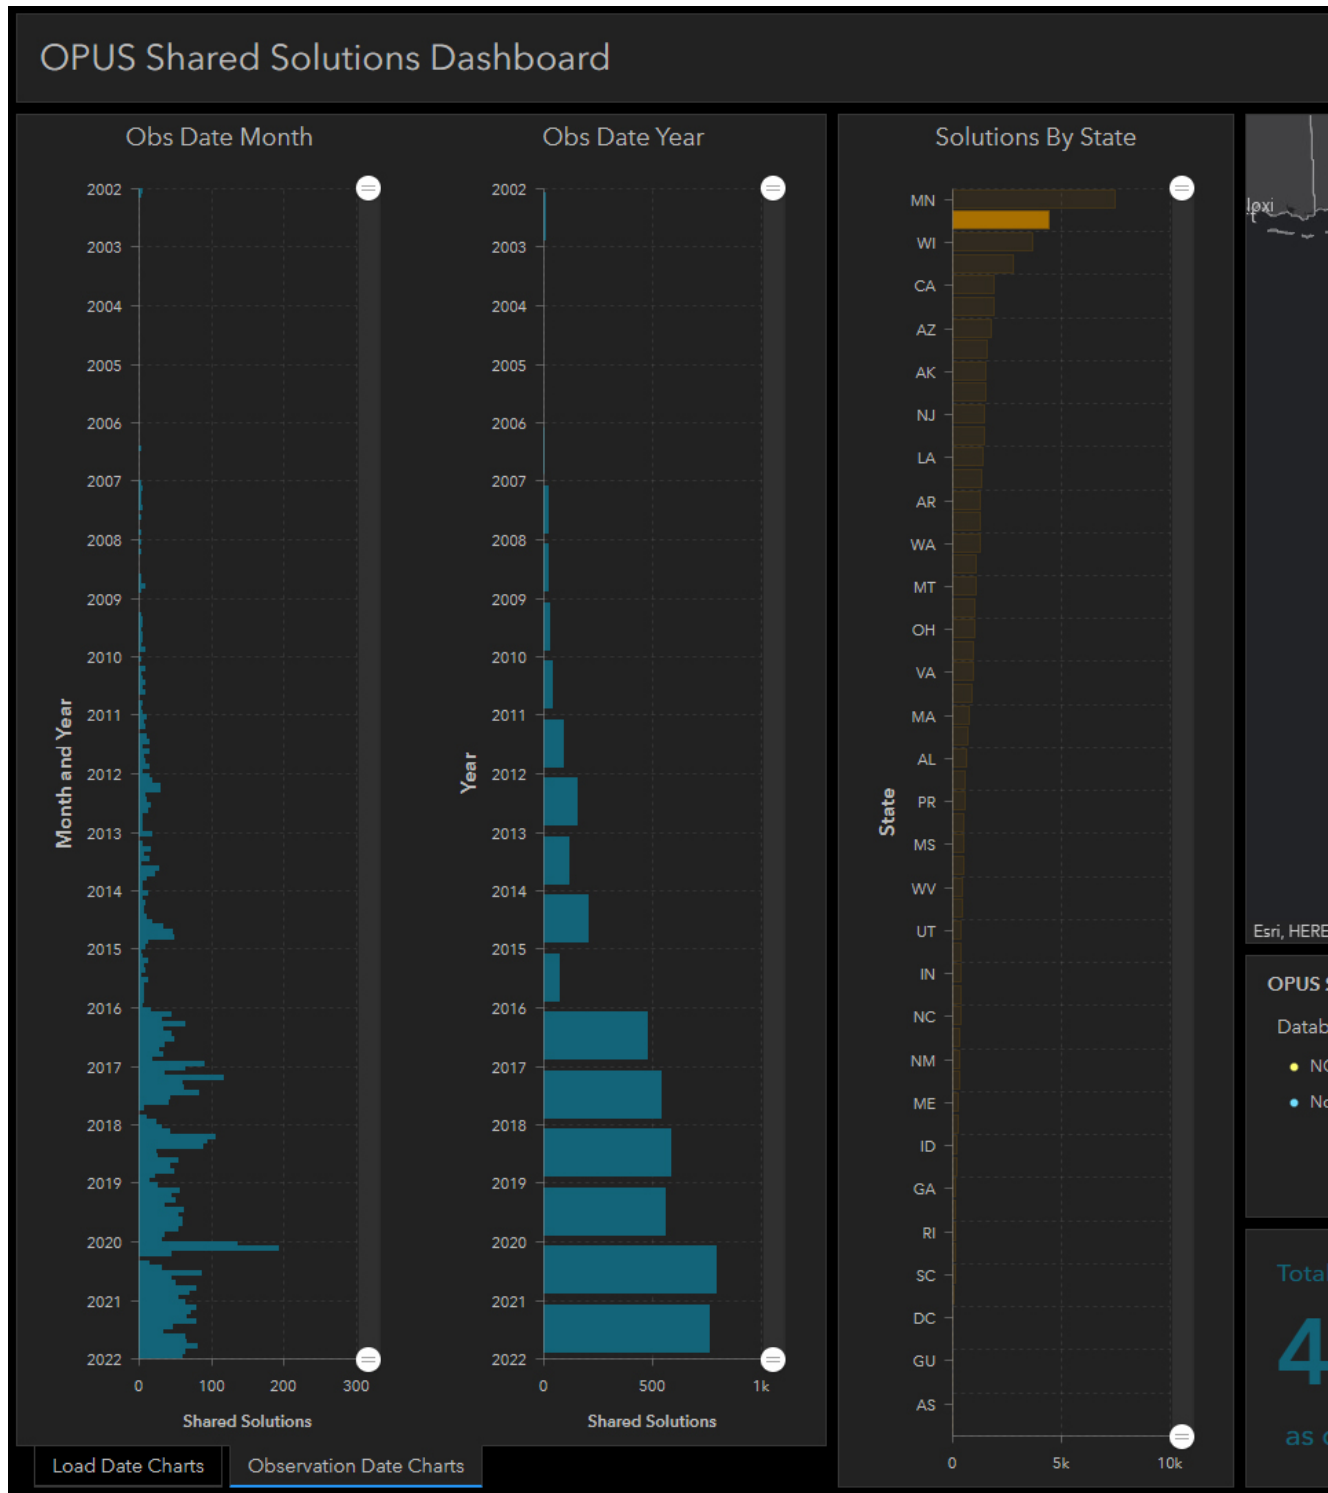 OPUS Shared Solutions Dashboard
Obs Date Month
2002
2003
2004
2005
2006
2007
2008
2009
2010
2011
2012
2013
2014
2015
2016
2017
2018
2019
2020
2021
2022
Month and Year
0 100 200 300
Shared Solutions
Obs Date Year
2002
2003
2004
2005
2006
2007
2008
2009
2010
2011
2012
2013
2014
2015
2016
2017
2018
2019
2020
2021
2022
Year
0 500 1k
Shared Solutions
Load Date Charts Observation Date Charts
Solutions By State
MN
WI
CA
AZ
AK
NJ
LA
AR
WA
MT
OH
VA
MA
AL
PR
MS
WV
UT
IN
NC
NM
ME
ID
GA
RI
SC
DC
GU
AS
State
0 5k 10k
Esri, HERE
OPUS
Datab
Total
4
as